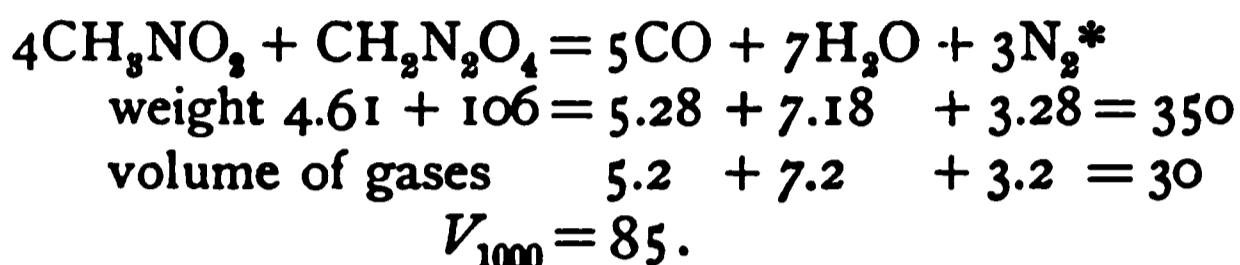 4CH₃NO₂ + CH₂N₂O₄ = 5CO + 7H₂O + 3N₂*
weight 4.61 + 106 = 5.28 + 7.18 + 3.28 = 350
volume of gases 5.2 + 7.2 + 3.2 = 30
V₁₀₀₀ = 85.